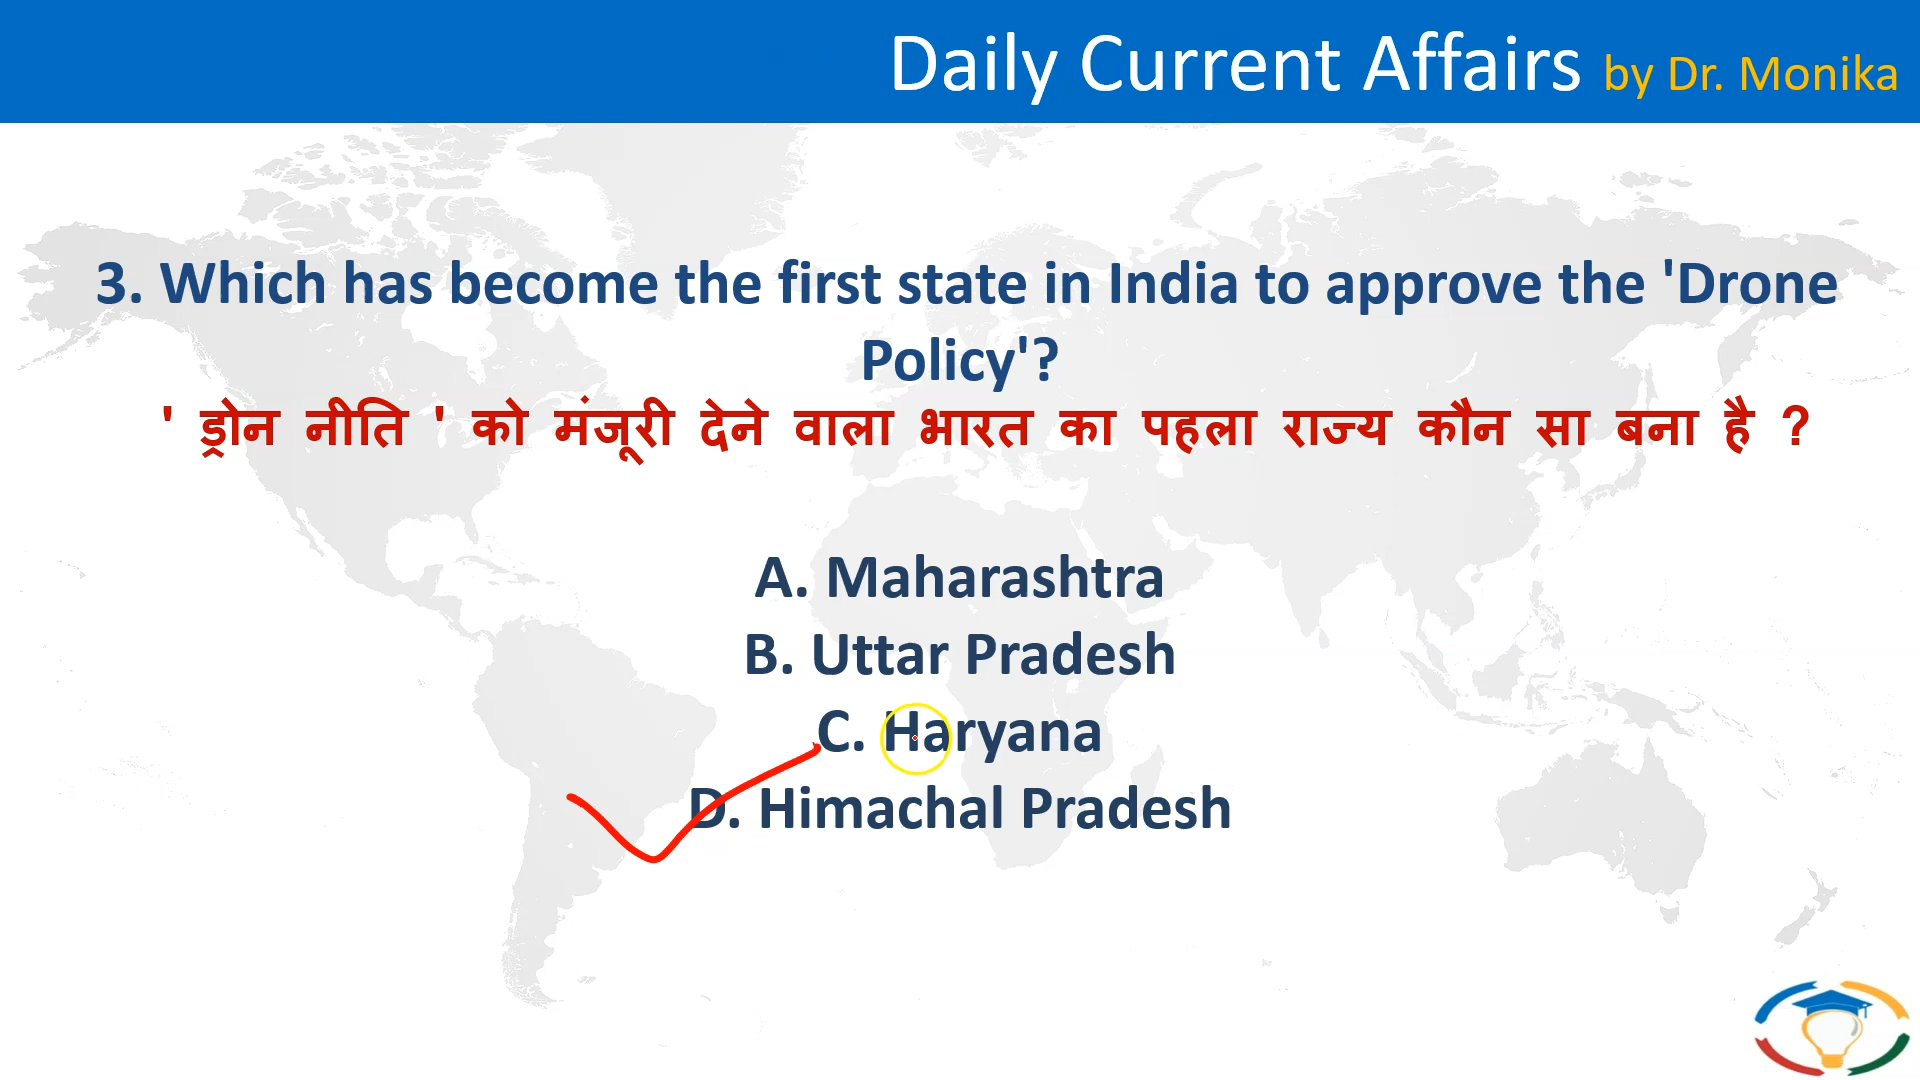 Daily Current Affairs by Dr. Monika
3. Which has become the first state in India to approve the 'Drone
Policy'?
' ड्रोन नीति ' को मंजूरी देने वाला भारत का पहला राज्य कौन सा बना है ?
A. Maharashtra
B. Uttar Pradesh
C. Haryana
D. Himachal Pradesh